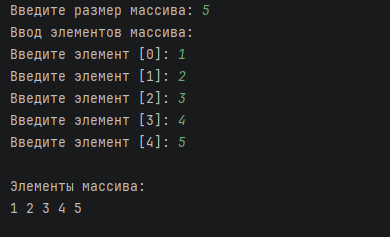 Введите размер массива: 5
Ввод элементов массива:
Введите элемент [0]: 1
Введите элемент [1]: 2
Введите элемент [2]: 3
Введите элемент [3]: 4
Введите элемент [4]: 5
Элементы массива:
1 2 3 4 5